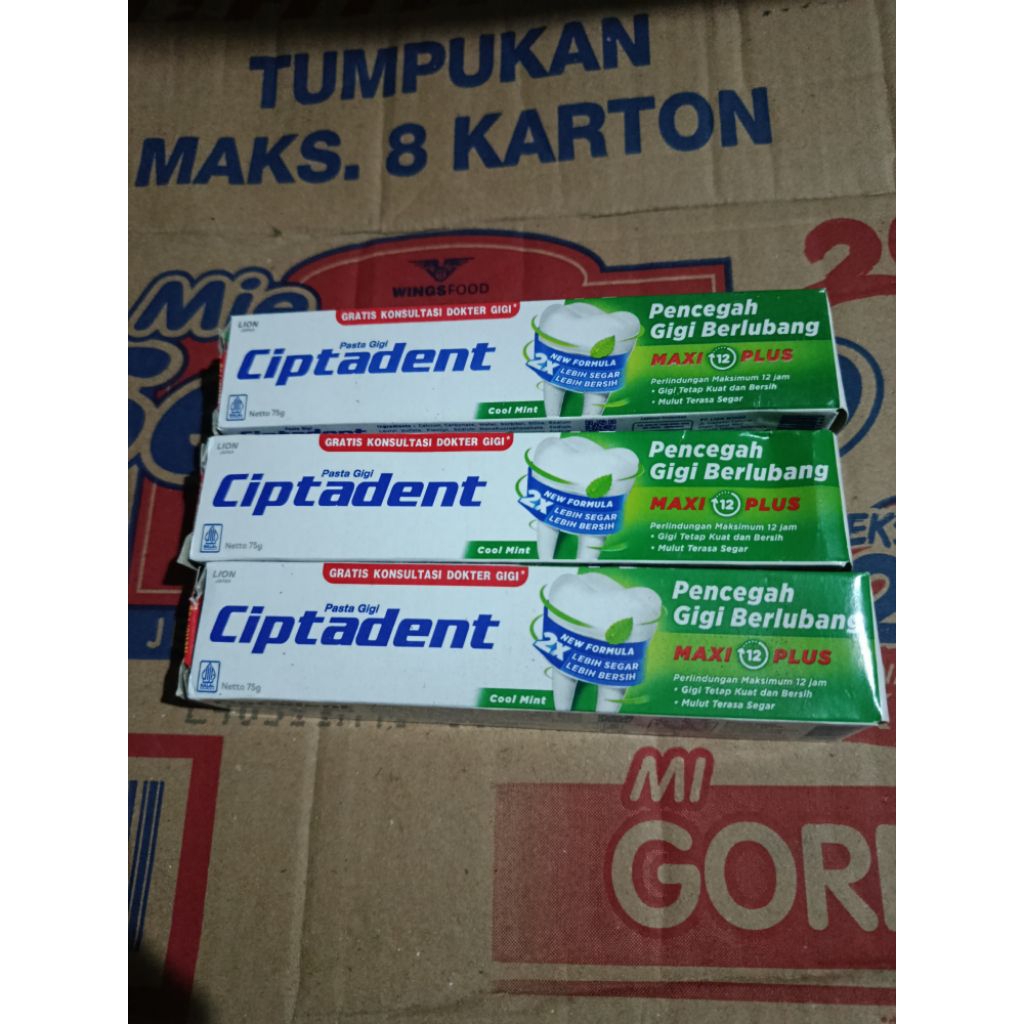 TUMPUKAN
MAKS. 8 KARTON
Mie
WINGSFOOD
LION
JAPAN
GRATIS KONSULTASI DOKTER GIGI*
Pasta Gigi
Ciptadent
Netto 75g
Cool Mint
NEW FORMULA
2X LEBIH SEGAR
LEBIH BERSIH
Pencegah
Gigi Berlubang
MAXI 12 PLUS
Perlindungan Maksimum 12 jam
• Gigi Tetap Kuat dan Bersih
• Mulut Terasa Segar
LION
JAPAN
GRATIS KONSULTASI DOKTER GIGI*
Pasta Gigi
Ciptadent
Netto 75g
Cool Mint
NEW FORMULA
2X LEBIH SEGAR
LEBIH BERSIH
Pencegah
Gigi Berlubang
MAXI 12 PLUS
Perlindungan Maksimum 12 jam
• Gigi Tetap Kuat dan Bersih
• Mulut Terasa Segar
LION
JAPAN
GRATIS KONSULTASI DOKTER GIGI*
Pasta Gigi
Ciptadent
Netto 75g
Cool Mint
NEW FORMULA
2X LEBIH SEGAR
LEBIH BERSIH
Pencegah
Gigi Berlubang
MAXI 12 PLUS
Perlindungan Maksimum 12 jam
• Gigi Tetap Kuat dan Bersih
• Mulut Terasa Segar
MI
GORE